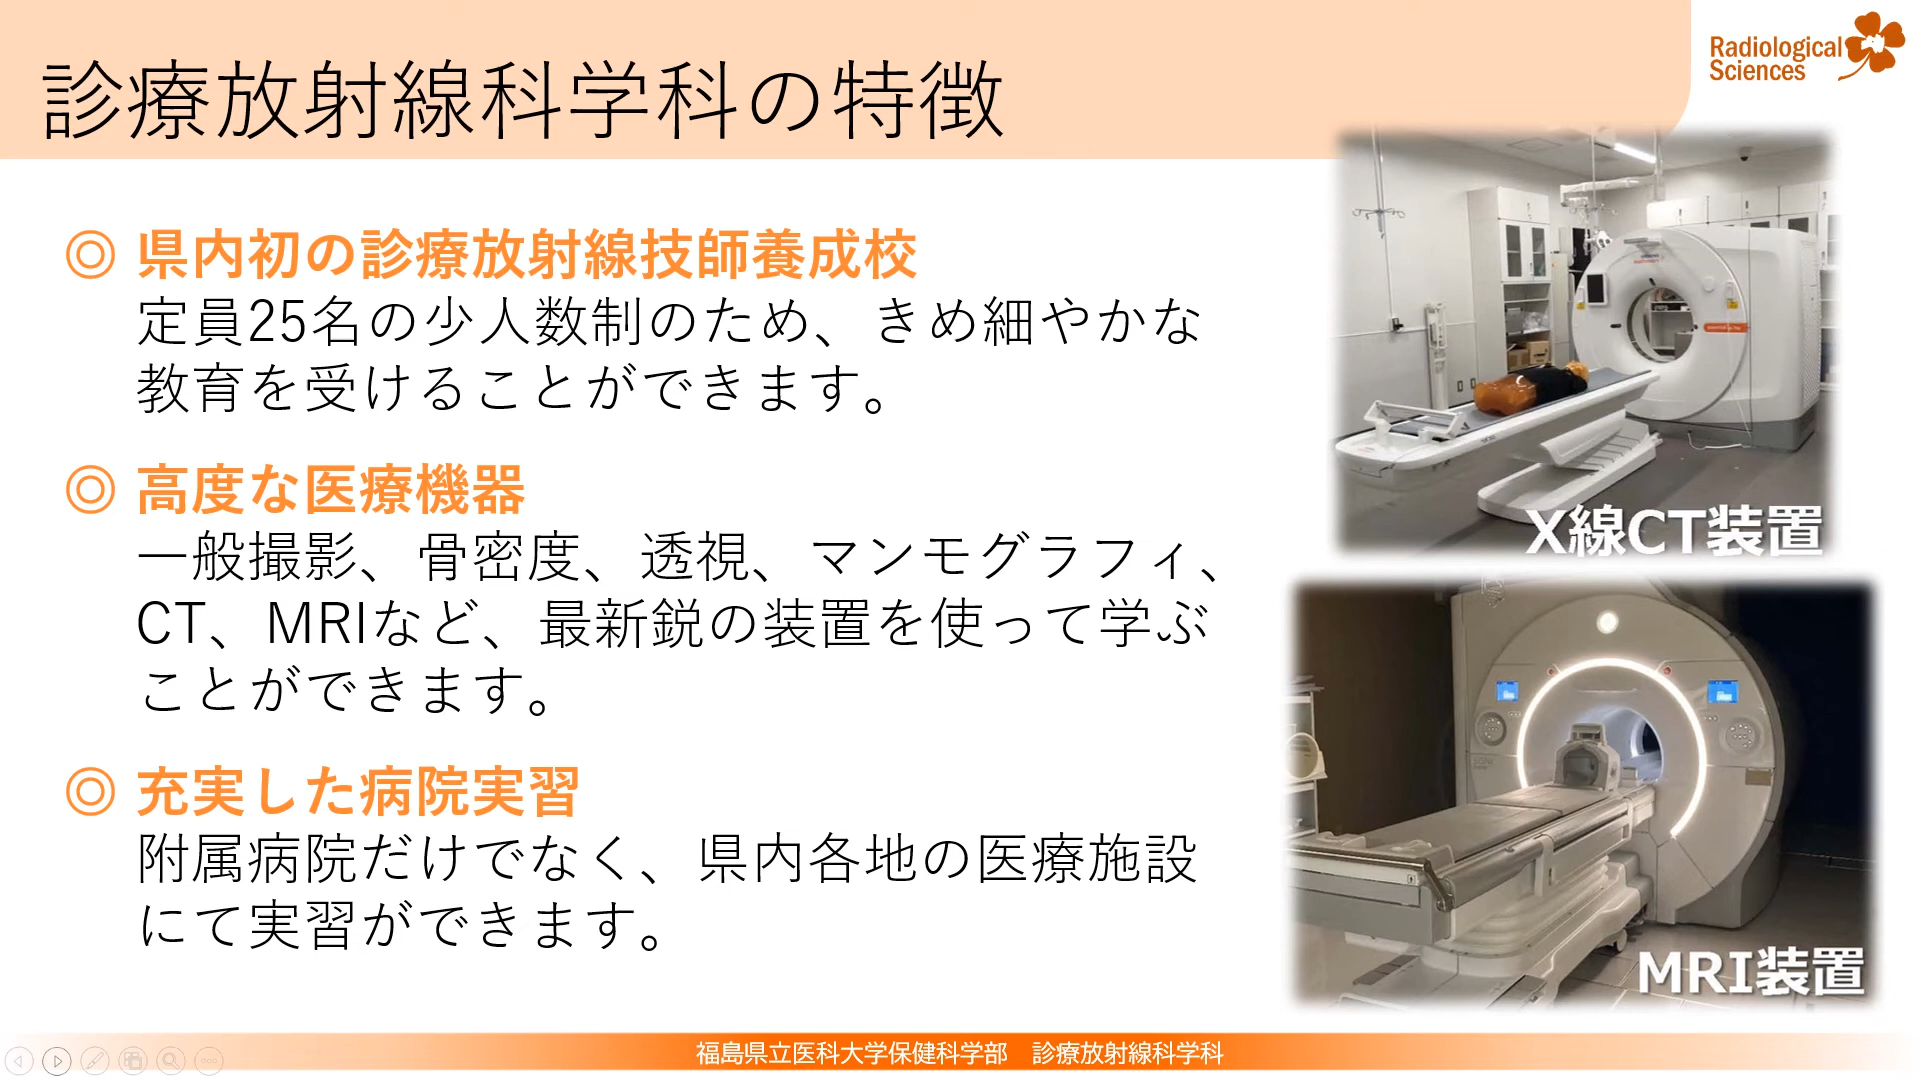 診療放射線科学科の特徴
Radiological
Sciences
◎ 県内初の診療放射線技師養成校
定員25名の少人数制のため、きめ細やかな
教育を受けることができます。
◎ 高度な医療機器
一般撮影、骨密度、透視、マンモグラフィ、
CT、MRIなど、最新鋭の装置を使って学ぶ
ことができます。
◎ 充実した病院実習
附属病院だけでなく、県内各地の医療施設
にて実習ができます。
X線CT装置
MRI装置
福島県立医科大学保健科学部　診療放射線科学科